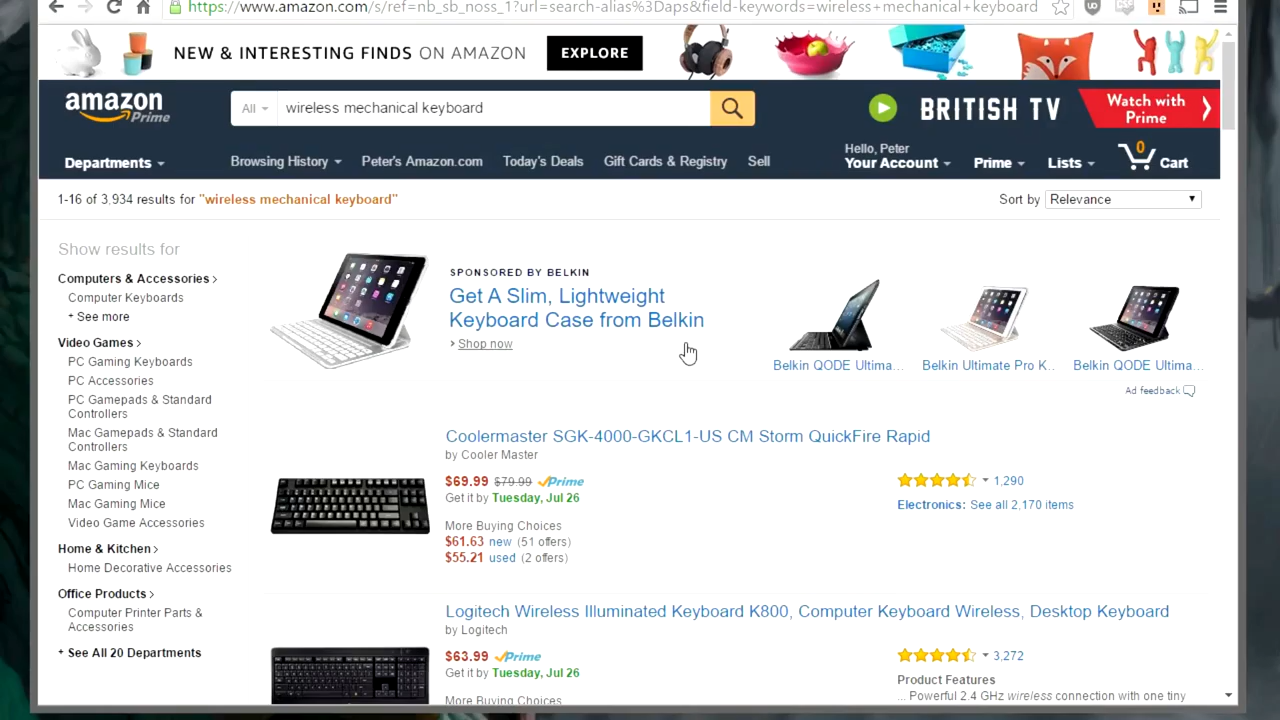 https://www.amazon.com/s/ref=nb_sb_noss_1?url=search-alias%3Daps&field-keywords=wireless+mechanical+keyboard
NEW & INTERESTING FINDS ON AMAZON EXPLORE
amazon Prime
All
wireless mechanical keyboard
BRITISH TV
Watch with
Prime
Departments
Browsing History
Peter's Amazon.com
Today's Deals
Gift Cards & Registry
Sell
Hello, Peter
Your Account
Prime
Lists
0
Cart
1-16 of 3,934 results for "wireless mechanical keyboard"
Sort by Relevance
Show results for
Computers & Accessories
Computer Keyboards
+ See more
Video Games
PC Gaming Keyboards
PC Accessories
PC Gamepads & Standard
Controllers
Mac Gamepads & Standard
Controllers
Mac Gaming Keyboards
PC Gaming Mice
Mac Gaming Mice
Video Game Accessories
Home & Kitchen
Home Decorative Accessories
Office Products
Computer Printer Parts &
Accessories
+ See All 20 Departments
SPONSORED BY BELKIN
Get A Slim, Lightweight
Keyboard Case from Belkin
Shop now
Belkin QODE Ultima...
Belkin Ultimate Pro K..
Belkin QODE Ultima...
Ad feedback
Coolermaster SGK-4000-GKCL1-US CM Storm QuickFire Rapid
by Cooler Master
$69.99 $79.99 Prime
Get it by Tuesday, Jul 26
More Buying Choices
$61.63 new (51 offers)
$55.21 used (2 offers)
1,290
Electronics: See all 2,170 items
Logitech Wireless Illuminated Keyboard K800, Computer Keyboard Wireless, Desktop Keyboard
by Logitech
$63.99 Prime
Get it by Tuesday, Jul 26
More Buying Choices
3,272
Product Features
... Powerful 2.4 GHz wireless connection with one tiny